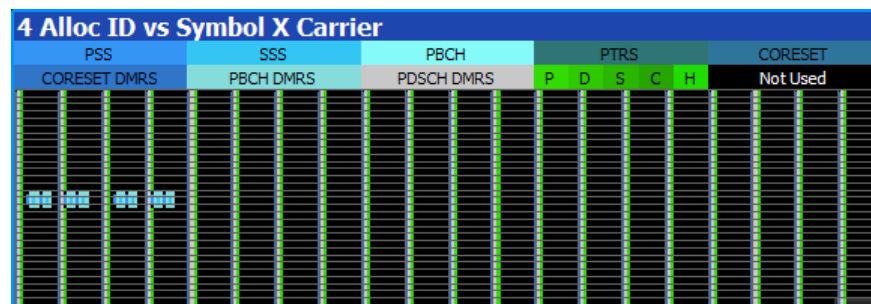 4 Alloc ID vs Symbol X Carrier
PSS SSS PBCH PTRS CORESET
CORESET DMRS PBCH DMRS PDSCH DMRS P D S C H Not Used